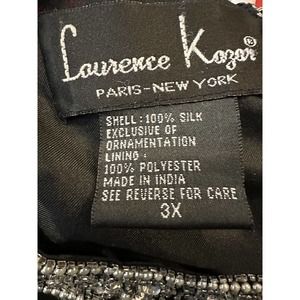 Laurence Kazar®
PARIS-NEW YORK
SHELL: 100% SILK
EXCLUSIVE OF
ORNAMENTATION
LINING:
100% POLYESTER
MADE IN INDIA
SEE REVERSE FOR CARE
3X